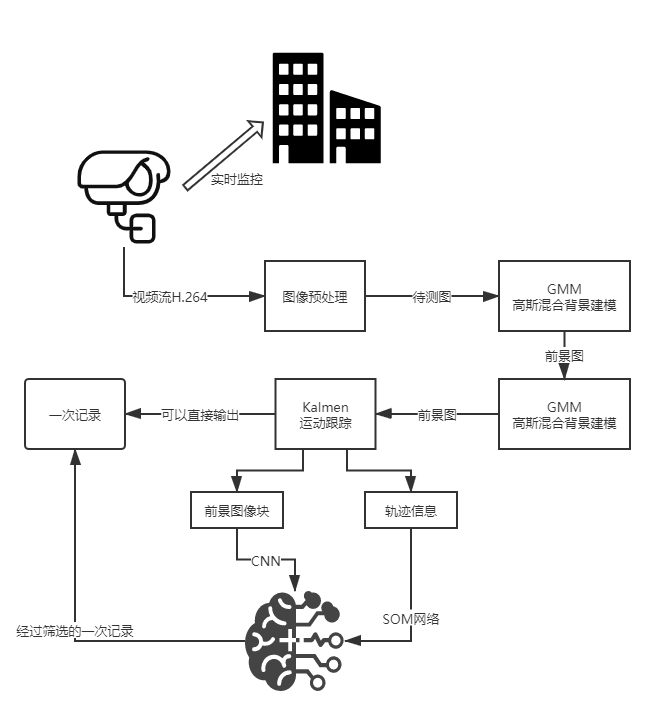 实时监控
视频流H.264
图像预处理
待测图
GMM
高斯混合背景建模
前景图
一次记录
可以直接输出
Kalmen
运动跟踪
前景图
GMM
高斯混合背景建模
前景图像块
轨迹信息
CNN
SOM网络
经过筛选的一次记录